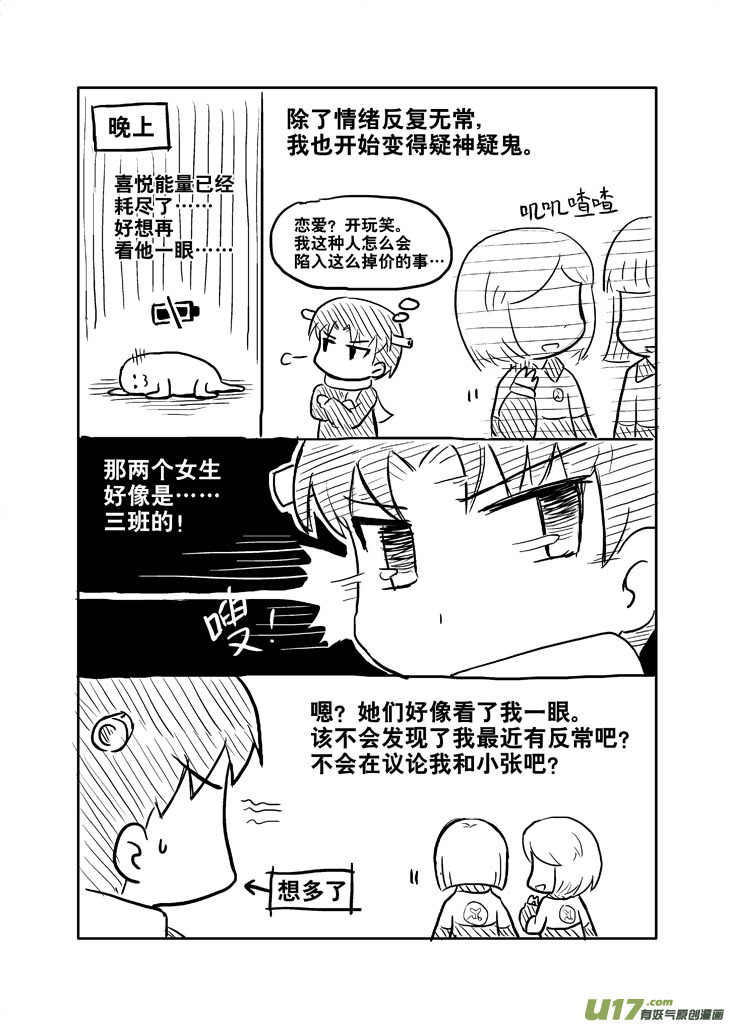 晚上
喜悦能量已经
耗尽了……
好想再
看他一眼……
除了情绪反复无常，
我也开始变得疑神疑鬼。
恋爱？开玩笑。
我这种人怎么会
陷入这么掉价的事…
叽叽喳喳
那两个女生
好像是……
三班的！
嗖！
嗯？她们好像看了我一眼。
该不会发现了我最近有反常吧？
不会在议论我和小张吧？
想多了
U17.com
有妖气原创漫画